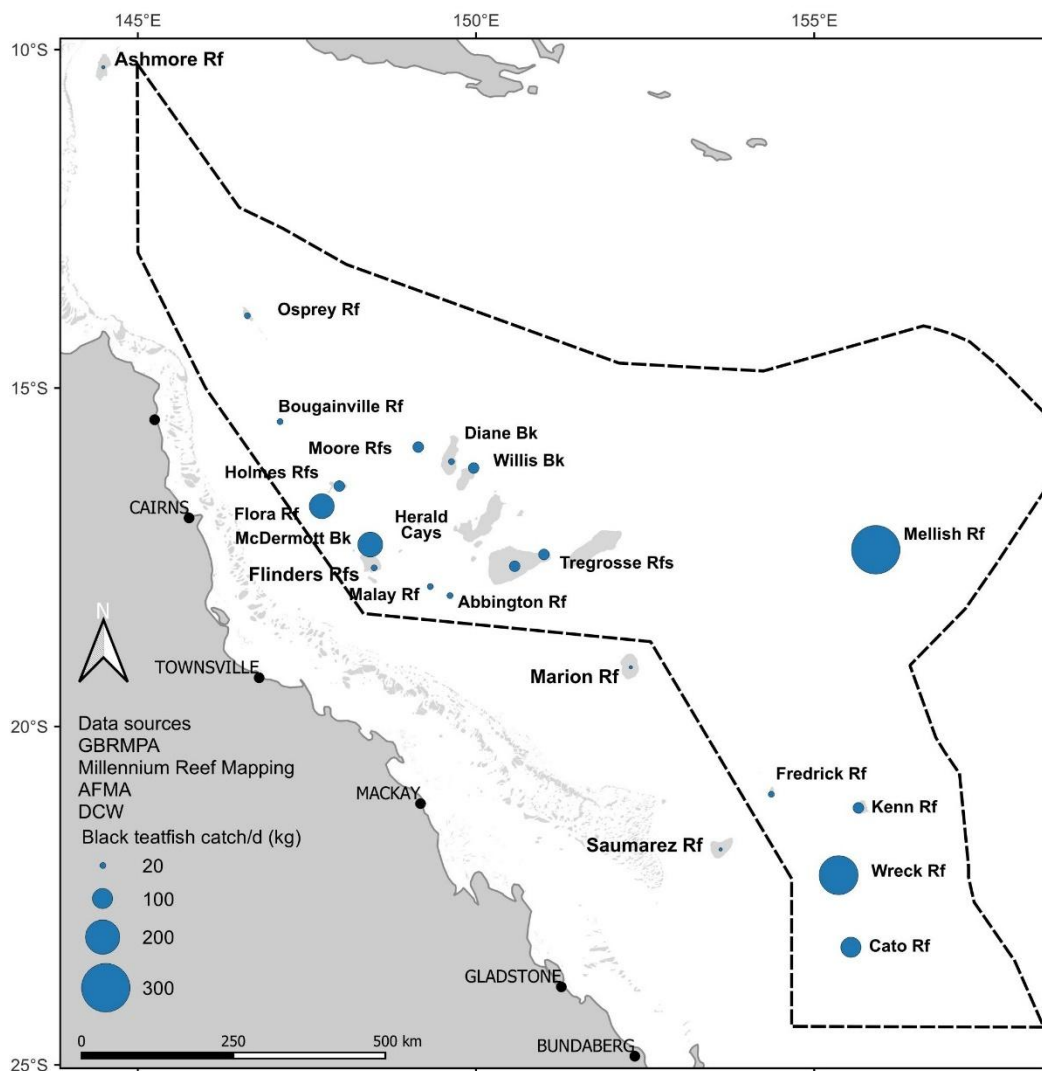 145°E
150°E
155°E
10°S
Ashmore Rf
Osprey Rf
15°S
Bougainville Rf
Diane Bk
Moore Rfs
Willis Bk
Holmes Rfs
CAIRNS
Flora Rf
Herald
Cays
McDermott Bk
Mellish Rf
Flinders Rfs
Tregrosse Rfs
Malay Rf
Abbington Rf
N
TOWNSVILLE
Marion Rf
20°S
Data sources
GBRMPA
Millennium Reef Mapping
AFMA
DCW
MACKAY
Fredrick Rf
Kenn Rf
Black teatfish catch/d (kg)
Saumarez Rf
20
Wreck Rf
100
200
Cato Rf
300
GLADSTONE
0
250
500 km
BUNDABERG
25°S